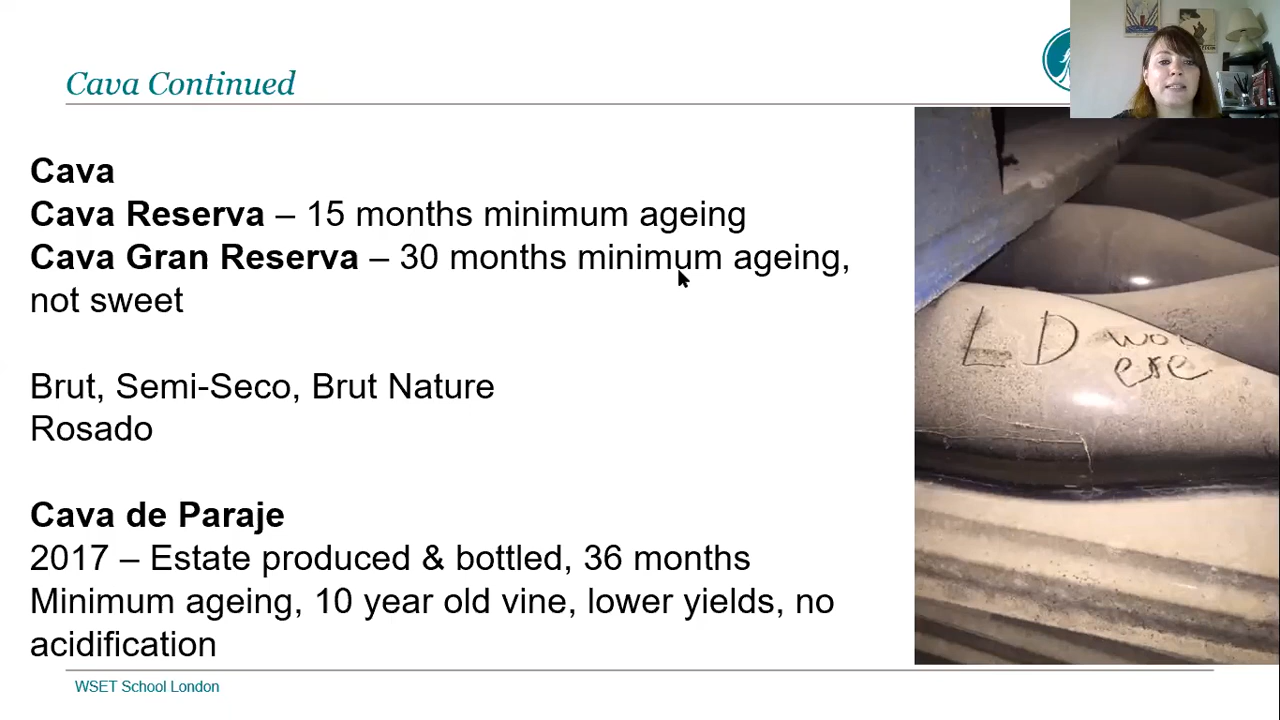 Cava Continued
Cava
Cava Reserva – 15 months minimum ageing
Cava Gran Reserva – 30 months minimum ageing,
not sweet
Brut, Semi-Seco, Brut Nature
Rosado
Cava de Paraje
2017 – Estate produced & bottled, 36 months
Minimum ageing, 10 year old vine, lower yields, no
acidification
WSET School London
LD
ere